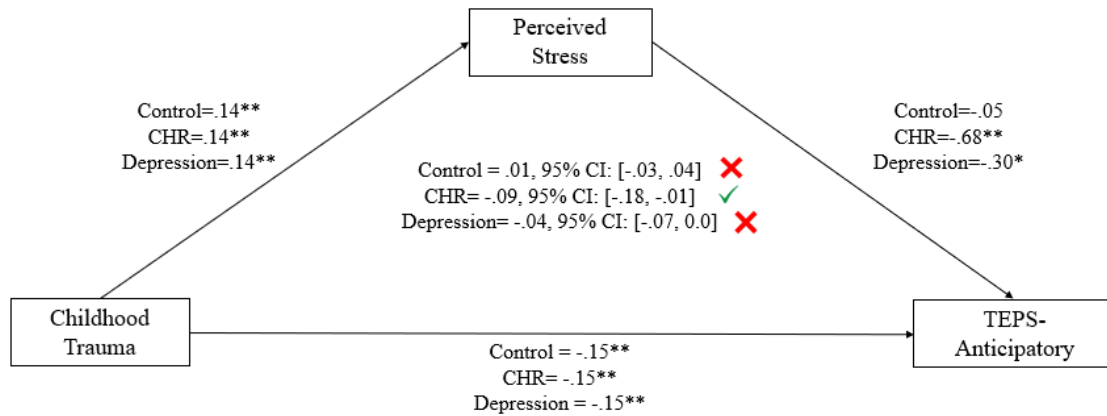 Perceived
Stress
Control=.14**
CHR=.14**
Depression=.14**
Control=-.05
CHR=-.68**
Depression=-.30*
Control = .01, 95% CI: [-.03, .04]
CHR= -.09, 95% CI: [-.18, -.01]
Depression= -.04, 95% CI: [-.07, 0.0]
Childhood
Trauma
TEPS-
Anticipatory
Control = -.15**
CHR= -.15**
Depression = -.15**